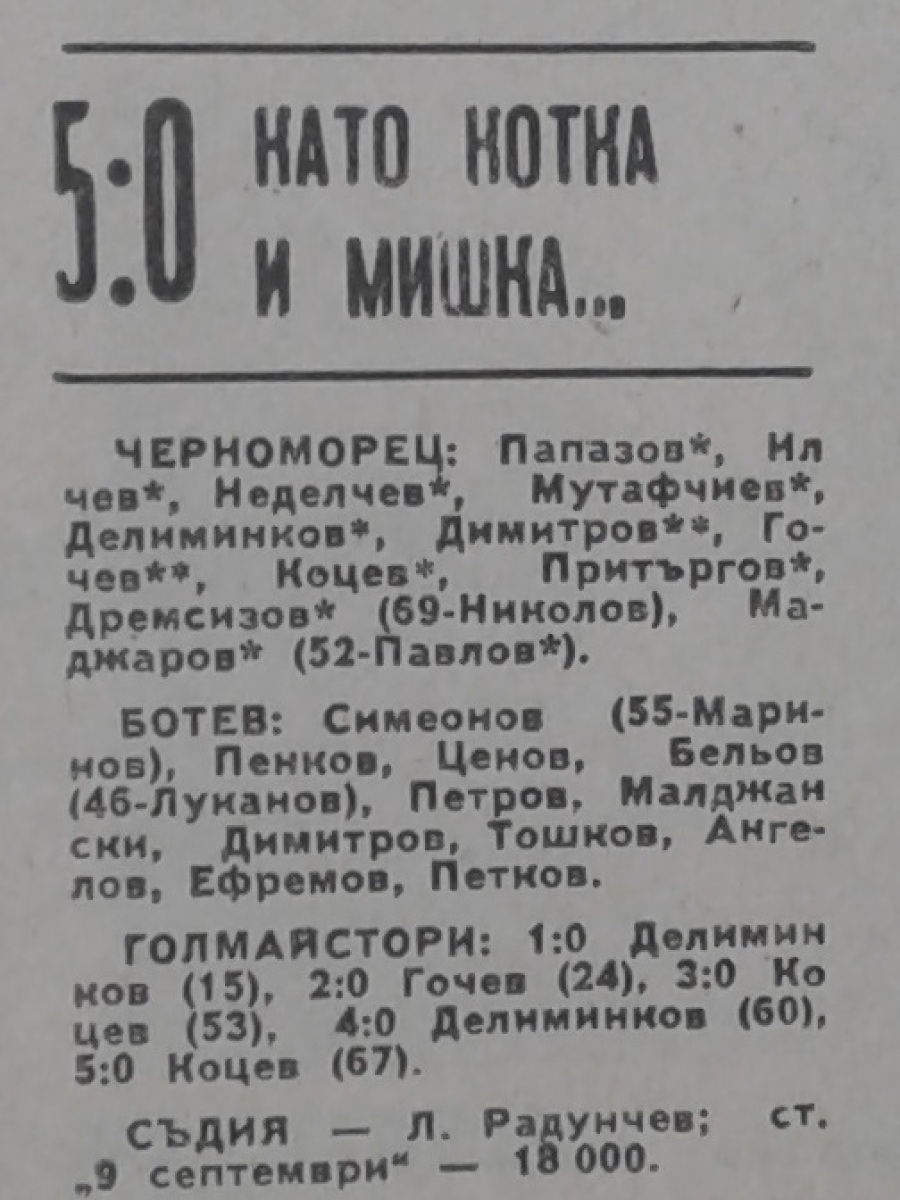 5:0 КАТО КОТКА
И МИШКА...
ЧЕРНОМОРЕЦ: Папазов*, Ил
чев*, Неделчев*, Мутафчиев*,
Делиминков*, Димитров**, Го-
чев**, Коцев*, Притъргов*,
Дремсизов* (69-Николов), Ма-
джаров* (52-Павлов*).
БОТЕВ: Симеонов (55-Мари-
нов), Пенков, Ценов, Бельов
(46-Луканов), Петров, Малджан
ски, Димитров, Тошков, Анге-
лов, Ефремов, Петков.
ГОЛМАЙСТОРИ: 1:0 Делимин
ков (15), 2:0 Гочев (24), 3:0 Ко
цев (53), 4:0 Делиминков (60),
5:0 Коцев (67).
СЪДИЯ — Л. Радунчев; ст.
„9 септември“ — 18 000.